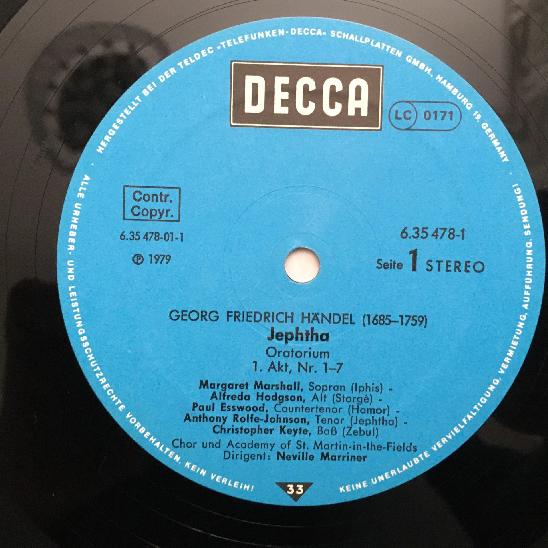 HERGESTELLT BEI DER TELDEC »TELEFUNKEN-DECCA« SCHALLPLATTEN GMBH, HAMBURG 19, GERMANY
DECCA
LC 0171
Contr.
Copyr.
6.35 478-01-1
Ⓟ 1979
6.35 478-1
Seite 1 STEREO
GEORG FRIEDRICH HÄNDEL (1685-1759)
Jephtha
Oratorium
1. Akt, Nr. 1-7
Margaret Marshall, Sopran (Iphis) -
Alfreda Hodgson, Alt (Storgè) -
Paul Esswood, Countertenor (Hamor) -
Anthony Rolfe-Johnson, Tenor (Jephtha) -
Christopher Keyte, Baß (Zebul)
Chor und Academy of St. Martin-in-the-Fields
Dirigent: Neville Marriner
33
ALLE URHEBER- UND LEISTUNGSSCHUTZRECHTE VORBEHALTEN. KEIN VERLEIH!
KEINE UNERLAUBTE VERVIELFÄLTIGUNG, VERMIETUNG, AUFFÜHRUNG, SENDUNG!